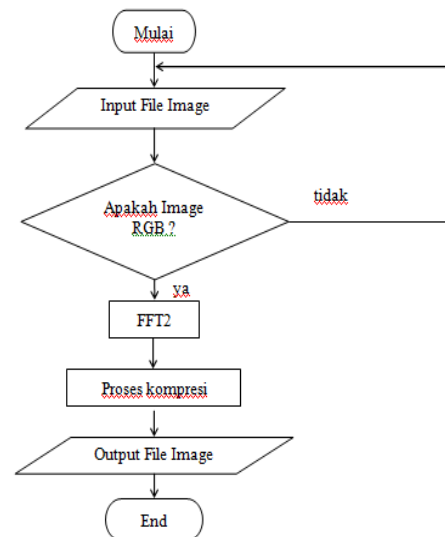 Mulai
Input File Image
Apakah Image
RGB ?
tidak
ya
FFT2
Proses kompresi
Output File Image
End